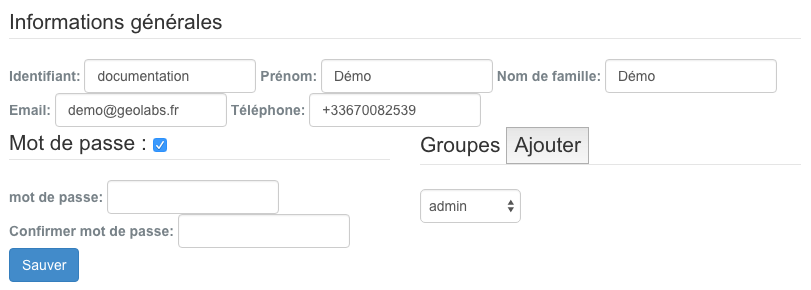 Informations générales
Identifiant: documentation Prénom: Démo Nom de famille: Démo
Email: demo@geolabs.fr Téléphone: +33670082539
Mot de passe :
Groupes Ajouter
mot de passe:
admin
Confirmer mot de passe:
Sauver